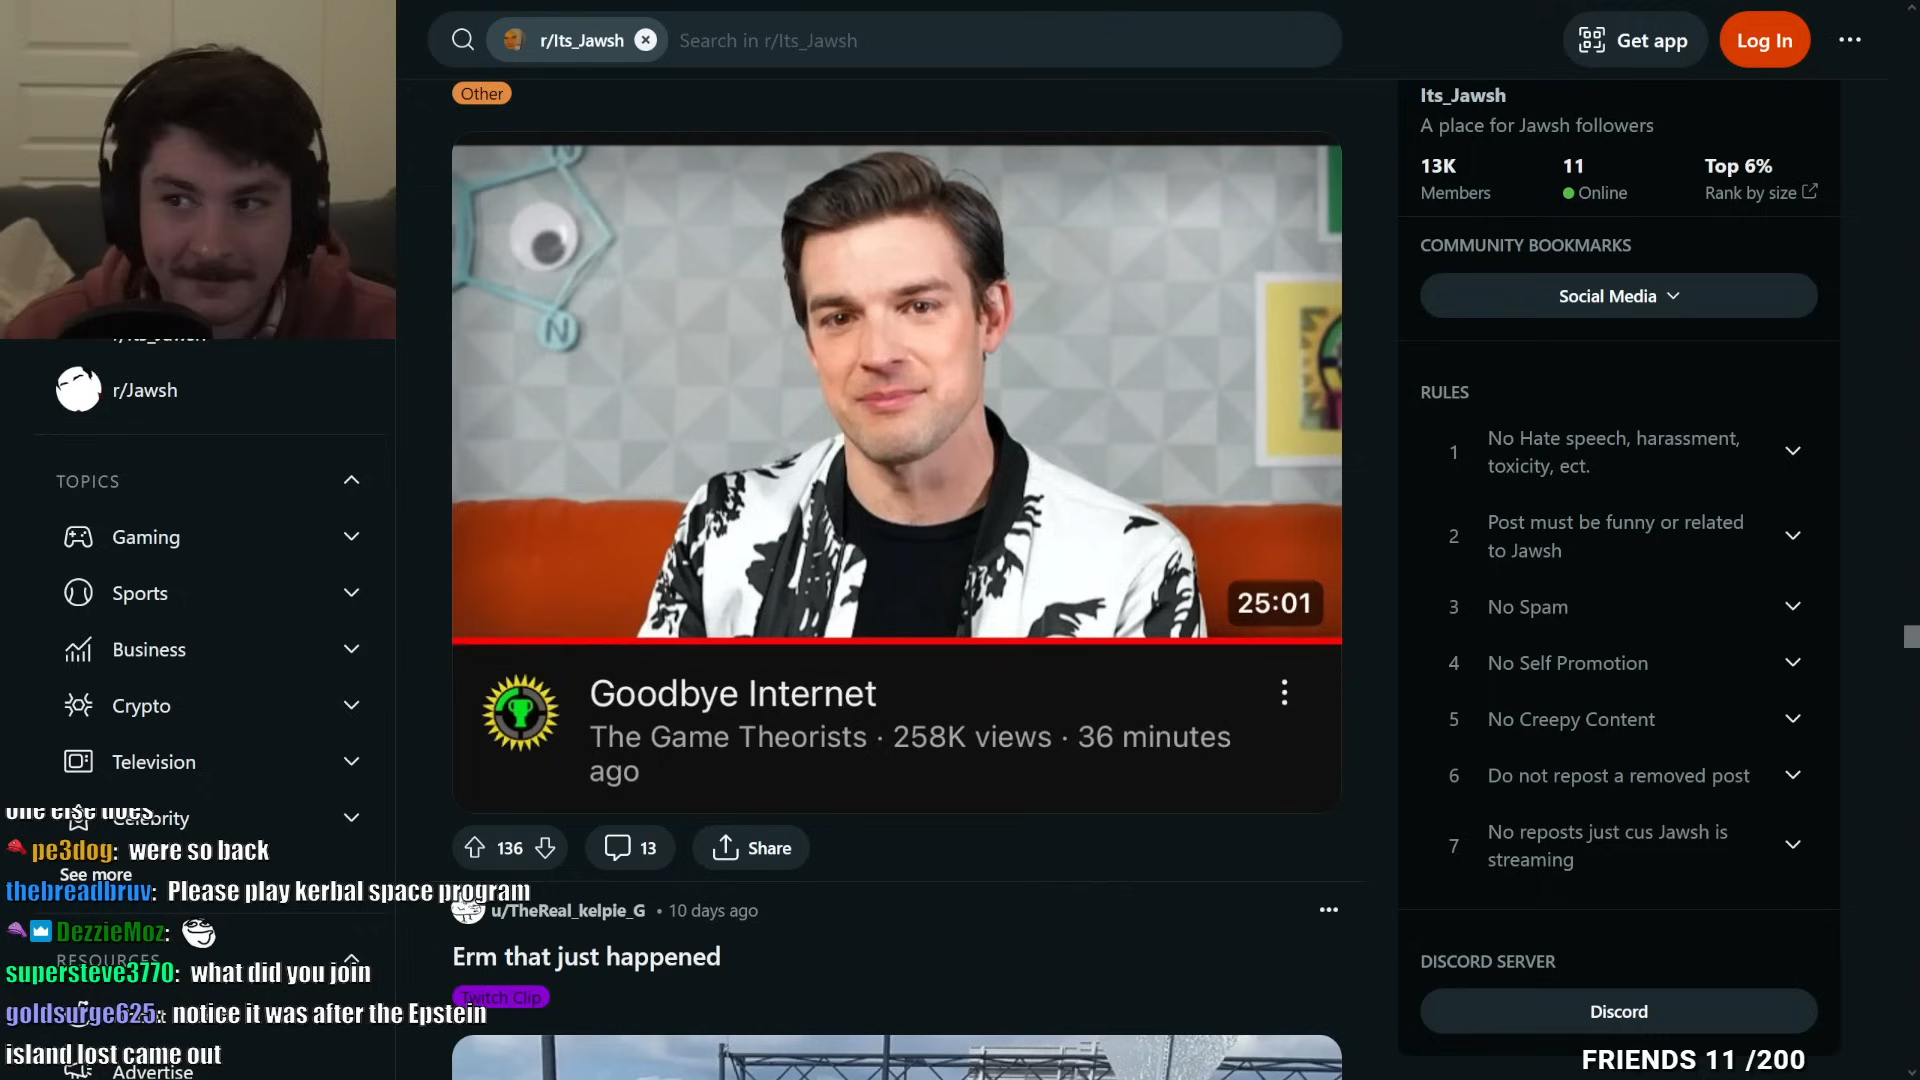 r/Its_Jawsh
Search in r/Its_Jawsh
Get app
Log In
Other
r/Jawsh
TOPICS
Gaming
Sports
Business
Crypto
Television
Celebrity
See more
RESOURCES
Advertise
one else does
pe3dog: were so back
thebreadbruv: Please play kerbal space program
DezzieMoz:
supersteve3770: what did you join
goldsurge625: notice it was after the Epstein
island lost came out
N
25:01
Goodbye Internet
The Game Theorists · 258K views · 36 minutes
ago
136
13
Share
u/TheReal_kelpie_G • 10 days ago
Erm that just happened
Twitch Clip
Its_Jawsh
A place for Jawsh followers
13K
Members
11
Online
Top 6%
Rank by size
COMMUNITY BOOKMARKS
Social Media
RULES
1 No Hate speech, harassment,
toxicity, ect.
2 Post must be funny or related
to Jawsh
3 No Spam
4 No Self Promotion
5 No Creepy Content
6 Do not repost a removed post
7 No reposts just cus Jawsh is
streaming
DISCORD SERVER
Discord
FRIENDS 11 /200